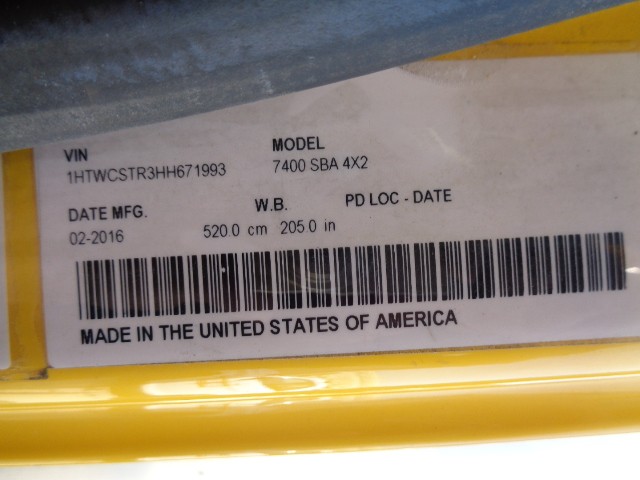 VIN MODEL
1HTWCSTR3HH671993 7400 SBA 4X2
DATE MFG. W.B. PD LOC - DATE
02-2016 520.0 cm 205.0 in
MADE IN THE UNITED STATES OF AMERICA